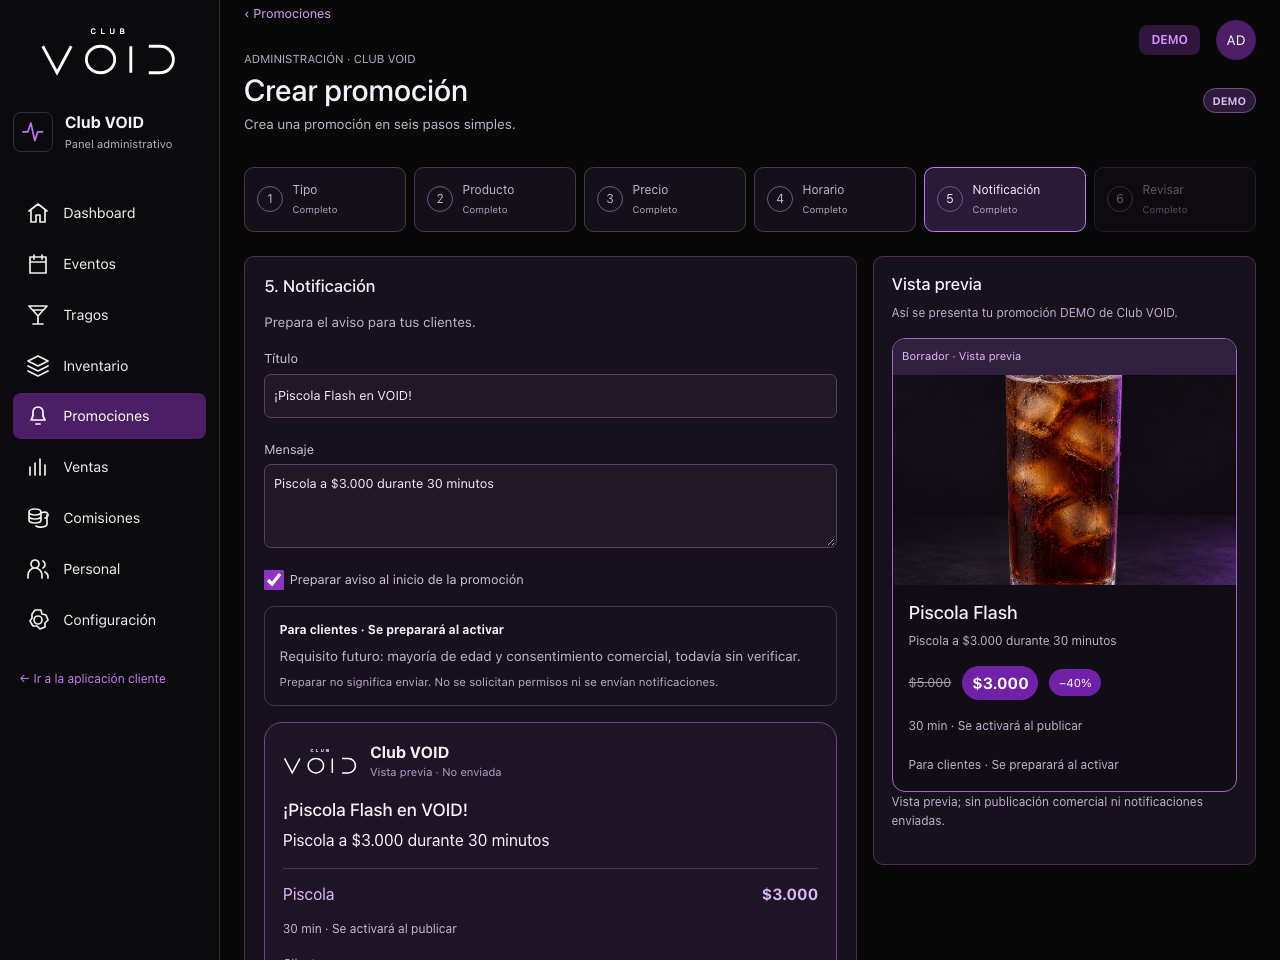 CLUB
VOID
Club VOID
Panel administrativo
Dashboard
Eventos
Tragos
Inventario
Promociones
Ventas
Comisiones
Personal
Configuración
← Ir a la aplicación cliente
‹ Promociones
DEMO
AD
ADMINISTRACIÓN · CLUB VOID
Crear promoción
DEMO
Crea una promoción en seis pasos simples.
1 Tipo
Completo
2 Producto
Completo
3 Precio
Completo
4 Horario
Completo
5 Notificación
Completo
6 Revisar
Completo
5. Notificación
Prepara el aviso para tus clientes.
Título
¡Piscola Flash en VOID!
Mensaje
Piscola a $3.000 durante 30 minutos
Preparar aviso al inicio de la promoción
Para clientes · Se preparará al activar
Requisito futuro: mayoría de edad y consentimiento comercial, todavía sin verificar.
Preparar no significa enviar. No se solicitan permisos ni se envían notificaciones.
CLUB
VOID
Club VOID
Vista previa · No enviada
¡Piscola Flash en VOID!
Piscola a $3.000 durante 30 minutos
Piscola $3.000
30 min · Se activará al publicar
Vista previa
Así se presenta tu promoción DEMO de Club VOID.
Borrador · Vista previa
Piscola Flash
Piscola a $3.000 durante 30 minutos
$5.000 $3.000 −40%
30 min · Se activará al publicar
Para clientes · Se preparará al activar
Vista previa; sin publicación comercial ni notificaciones
enviadas.